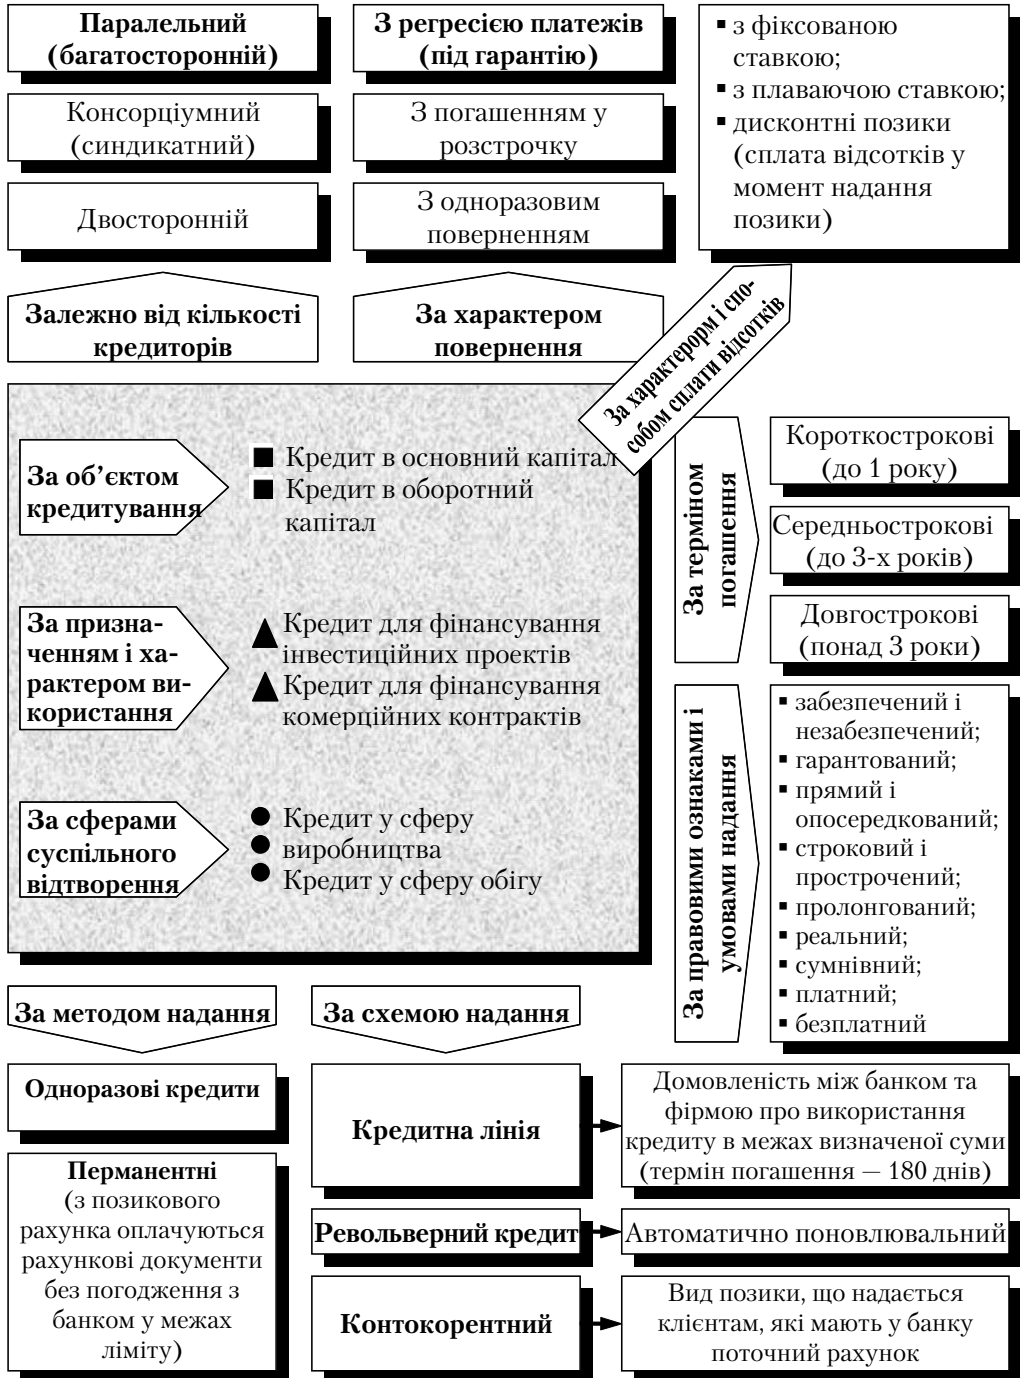 Паралельний
(багатосторонній)
Консорціумний
(синдикатний)
Двосторонній
Залежно від кількості
кредиторів
З регресією платежів
(під гарантію)
З погашенням у
розстрочку
З одноразовим
поверненням
За характером
повернення
▪ з фіксованою
ставкою;
▪ з плаваючою ставкою;
▪ дисконтні позики
(сплата відсотків у
момент надання
позики)
За характерорм і спо-
собом сплати відсотків
За об’єктом
кредитування
■ Кредит в основний капітал
■ Кредит в оборотний
капітал
За призна-
ченням і ха-
рактером ви-
користання
▲ Кредит для фінансування
інвестиційних проектів
▲ Кредит для фінансування
комерційних контрактів
За сферами
суспільного
відтворення
● Кредит у сферу
● виробництва
● Кредит у сферу обігу
За терміном
погашення
Короткострокові
(до 1 року)
Середньострокові
(до 3-х років)
Довгострокові
(понад 3 роки)
За правовими ознаками і
умовами надання
▪ забезпечений і
незабезпечений;
▪ гарантований;
▪ прямий і
опосередкований;
▪ строковий і
прострочений;
▪ пролонгований;
▪ реальний;
▪ сумнівний;
▪ платний;
▪ безплатний
За методом надання
Одноразові кредити
Перманентні
(з позикового
рахунка оплачуються
рахункові документи
без погодження з
банком у межах
ліміту)
За схемою надання
Кредитна лінія
Домовленість між банком та
фірмою про використання
кредиту в межах визначеної суми
(термін погашення — 180 днів)
Револьверний кредит
Автоматично поновлювальний
Контокорентний
Вид позики, що надається
клієнтам, які мають у банку
поточний рахунок